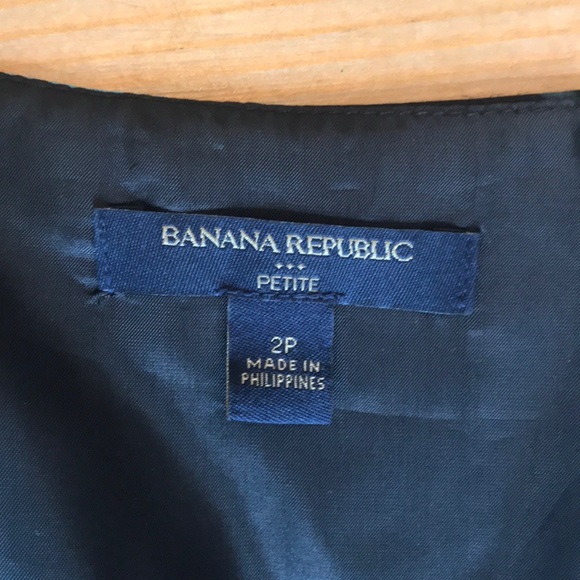 BANANA REPUBLIC
PETITE
2P
MADE IN
PHILIPPINES